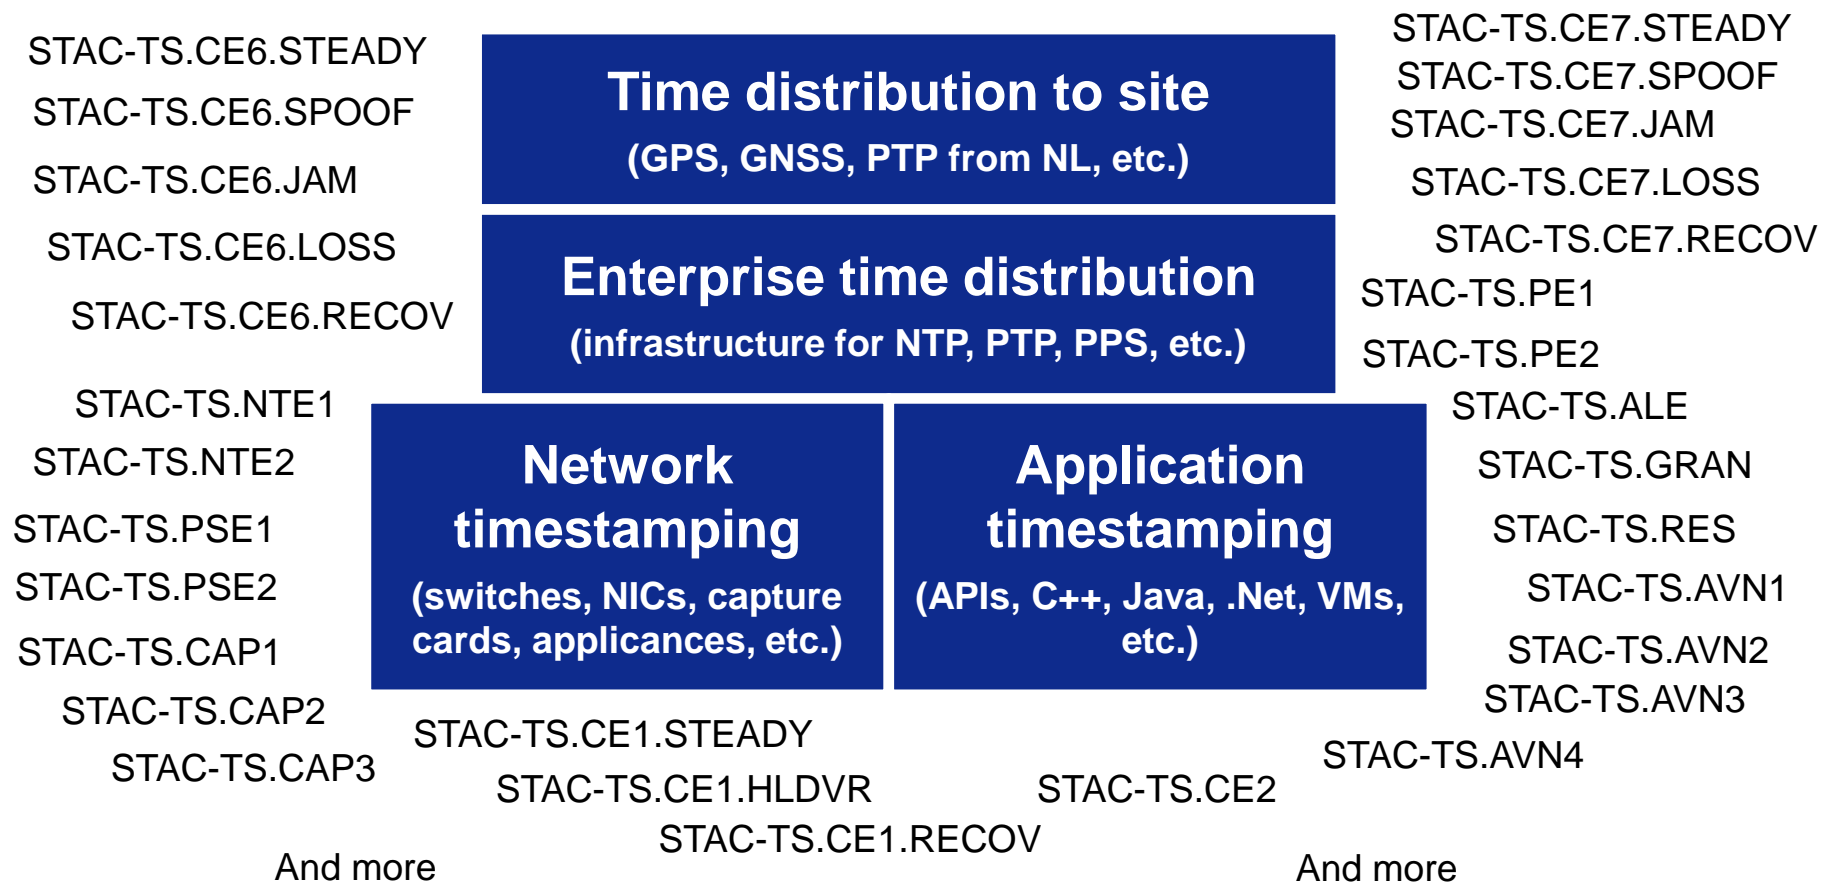 STAC-TS.CE6.STEADY
STAC-TS.CE6.SPOOF
STAC-TS.CE6.JAM
STAC-TS.CE6.LOSS
STAC-TS.CE6.RECOV
STAC-TS.NTE1
STAC-TS.NTE2
STAC-TS.PSE1
STAC-TS.PSE2
STAC-TS.CAP1
STAC-TS.CAP2
STAC-TS.CAP3
And more
Time distribution to site
(GPS, GNSS, PTP from NL, etc.)
Enterprise time distribution
(infrastructure for NTP, PTP, PPS, etc.)
Network
timestamping
(switches, NICs, capture
cards, applicances, etc.)
Application
timestamping
(APIs, C++, Java, .Net, VMs,
etc.)
STAC-TS.CE1.STEADY
STAC-TS.CE1.HLDVR
STAC-TS.CE1.RECOV
STAC-TS.CE2
STAC-TS.CE7.STEADY
STAC-TS.CE7.SPOOF
STAC-TS.CE7.JAM
STAC-TS.CE7.LOSS
STAC-TS.CE7.RECOV
STAC-TS.PE1
STAC-TS.PE2
STAC-TS.ALE
STAC-TS.GRAN
STAC-TS.RES
STAC-TS.AVN1
STAC-TS.AVN2
STAC-TS.AVN3
STAC-TS.AVN4
And more